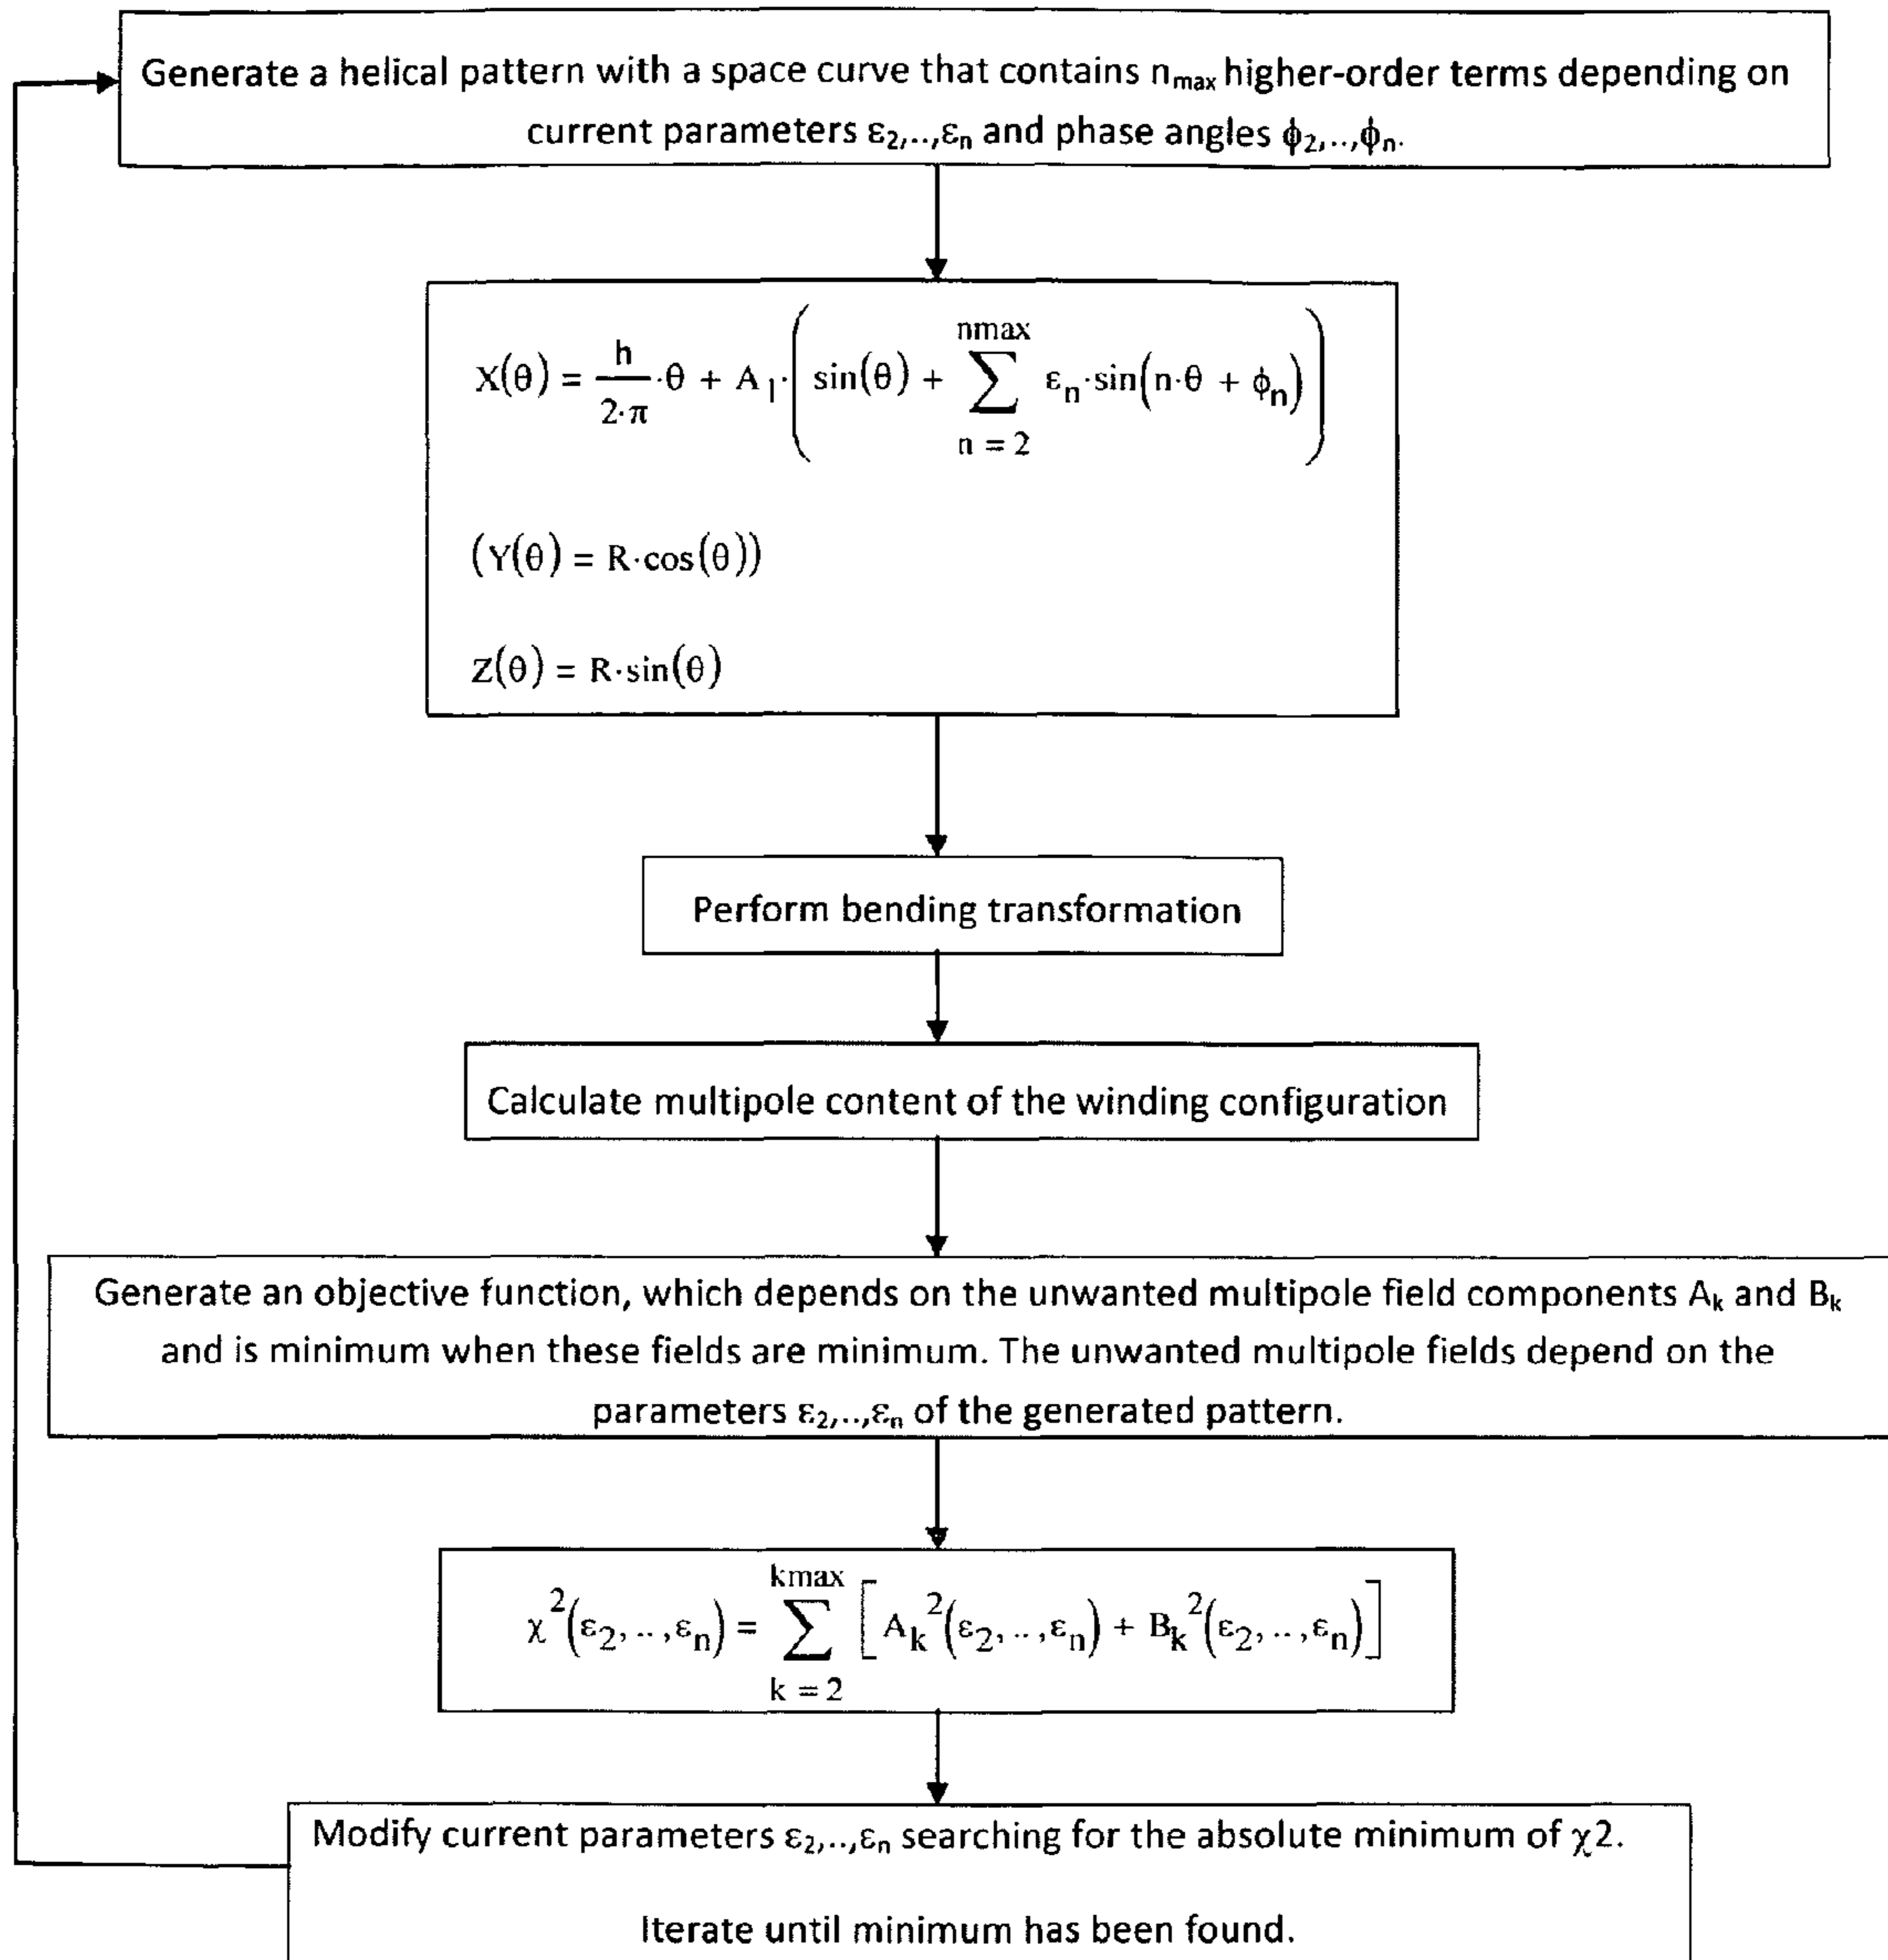 Generate a helical pattern with a space curve that contains nmax higher-order terms depending on
current parameters ε2,..,εn and phase angles ϕ2,..,ϕn.
X(θ) = h/(2·π)·θ + A1·(sin(θ) + ∑_{n = 2}^{nmax} εn·sin(n·θ + ϕn))
(Y(θ) = R·cos(θ))
Z(θ) = R·sin(θ)
Perform bending transformation
Calculate multipole content of the winding configuration
Generate an objective function, which depends on the unwanted multipole field components Ak and Bk
and is minimum when these fields are minimum. The unwanted multipole fields depend on the
parameters ε2,..,εn of the generated pattern.
χ^2(ε2,..,εn) = ∑_{k = 2}^{kmax} [Ak^2(ε2,..,εn) + Bk^2(ε2,..,εn)]
Modify current parameters ε2,..,εn searching for the absolute minimum of χ2.
Iterate until minimum has been found.